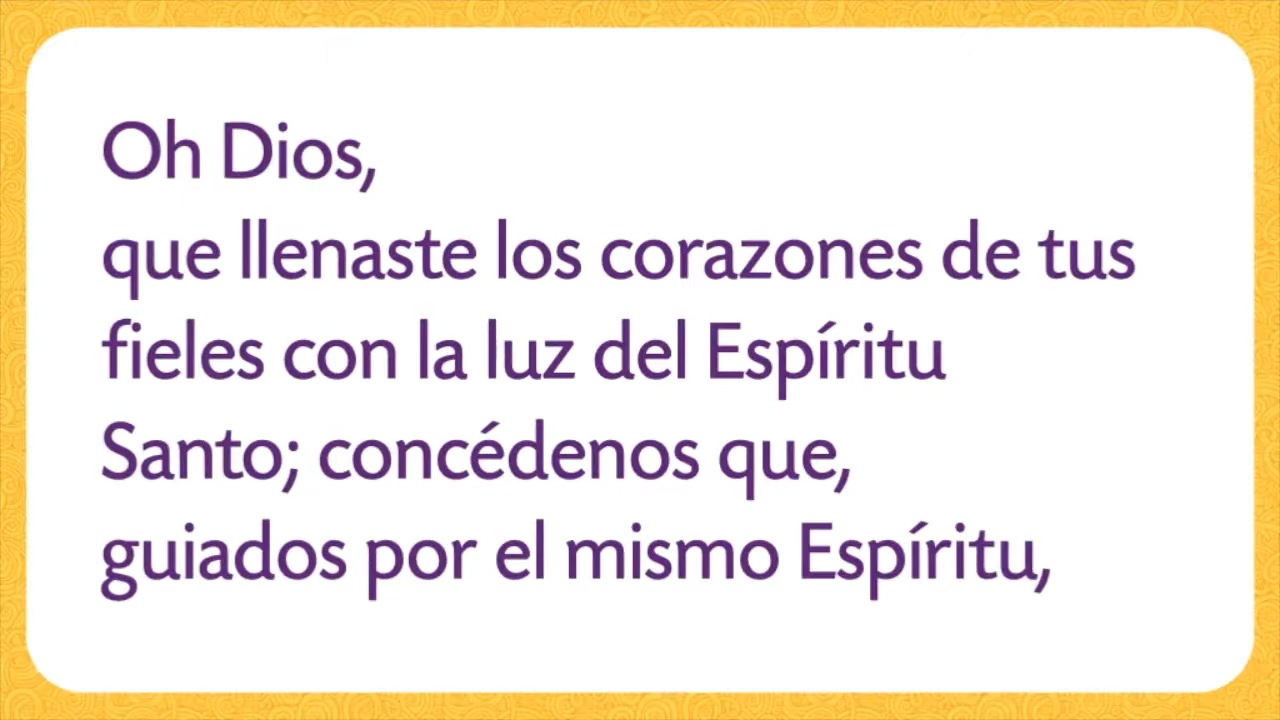 Oh Dios,
que llenaste los corazones de tus
fieles con la luz del Espíritu
Santo; concédenos que,
guiados por el mismo Espíritu,